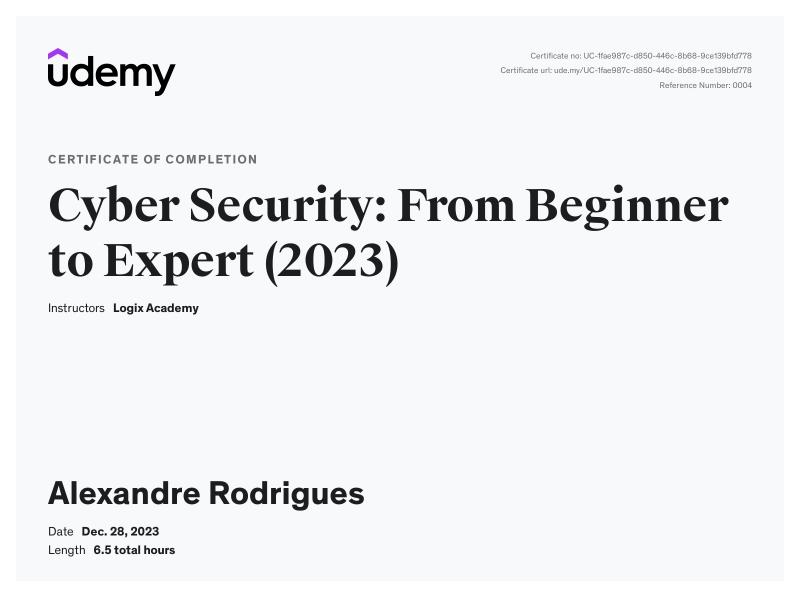 udemy
Certificate no: UC-1fae987c-d850-446c-8b68-9ce139bfd778
Certificate url: ude.my/UC-1fae987c-d850-446c-8b68-9ce139bfd778
Reference Number: 0004
CERTIFICATE OF COMPLETION
Cyber Security: From Beginner
to Expert (2023)
Instructors Logix Academy
Alexandre Rodrigues
Date Dec. 28, 2023
Length 6.5 total hours